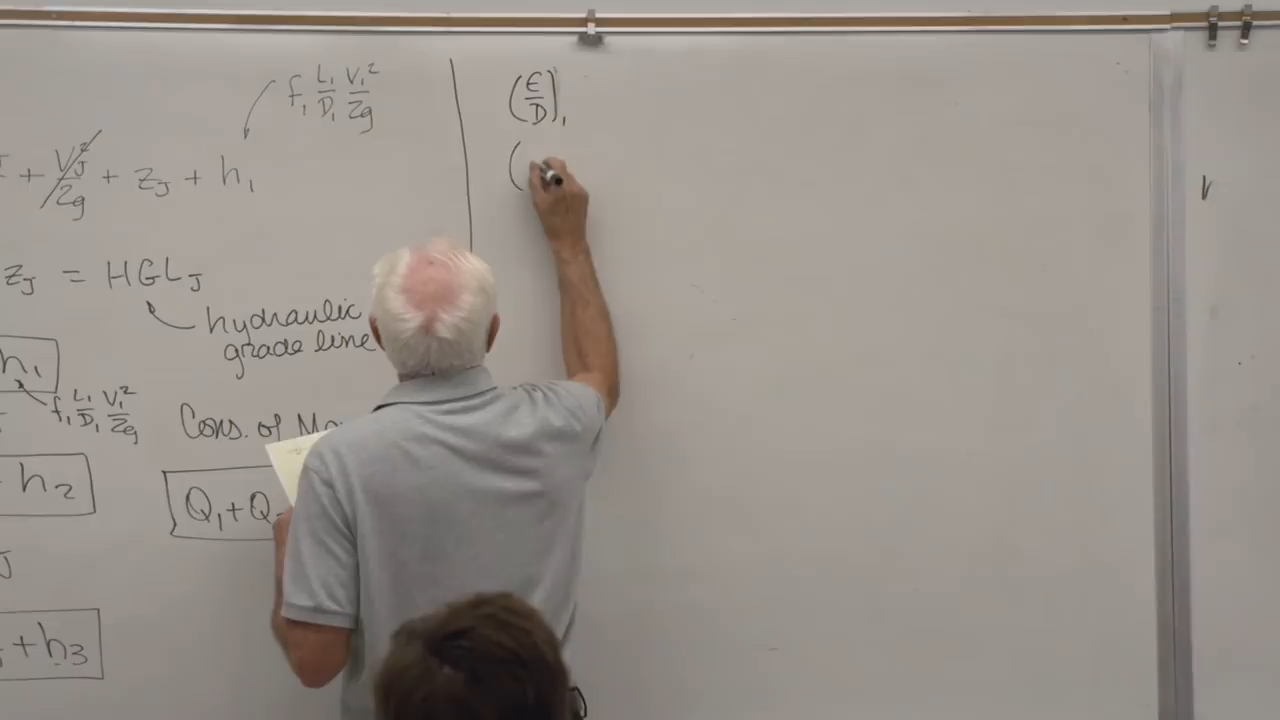 f₁ L₁/D₁ V₁²/2g
+ V_J²/2g + z_J + h₁
z_J = HGL_J
hydraulic
grade line
h₁
f₁ L₁/D₁ V₁²/2g
Cons. of
+ h₂
Q₁+Q
J
+h₃
(ε/D)₁
(